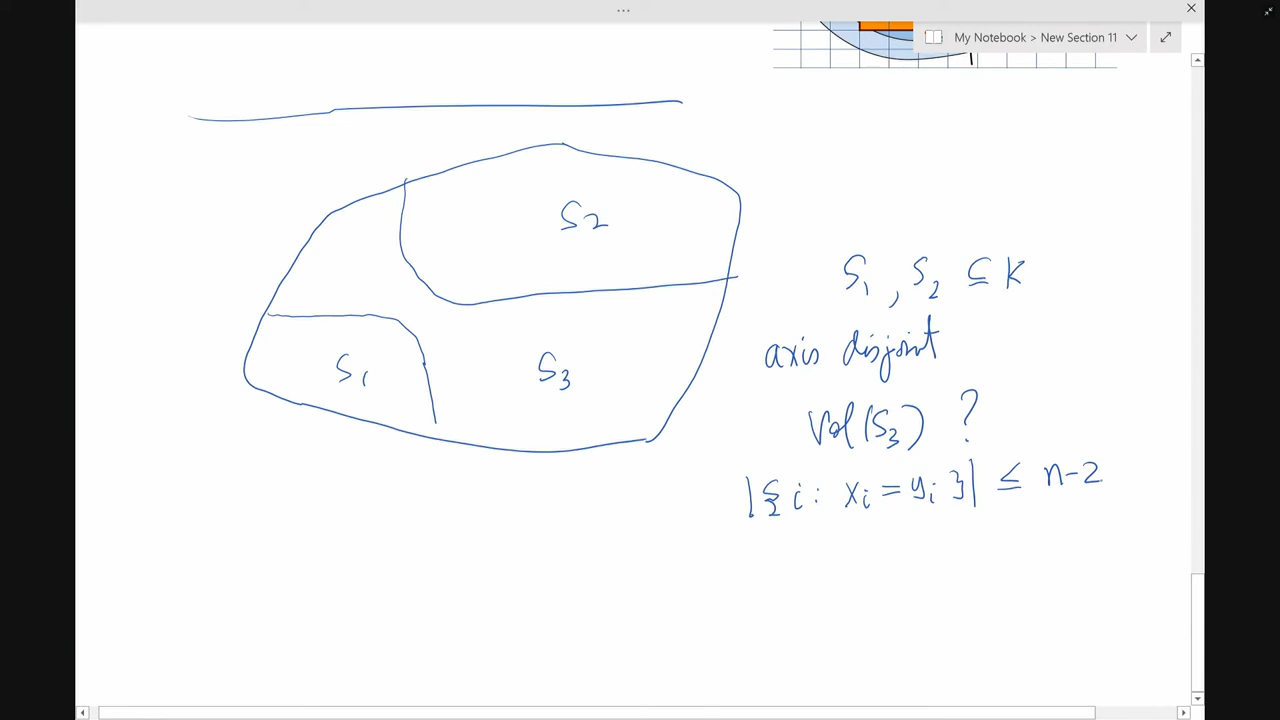 My Notebook > New Section 11
S2
S₁, S₂ ⊆ K
axis disjoint
S₁
S₃
Vol(S₃) ?
|{i: xᵢ = yᵢ}| ≤ n-2